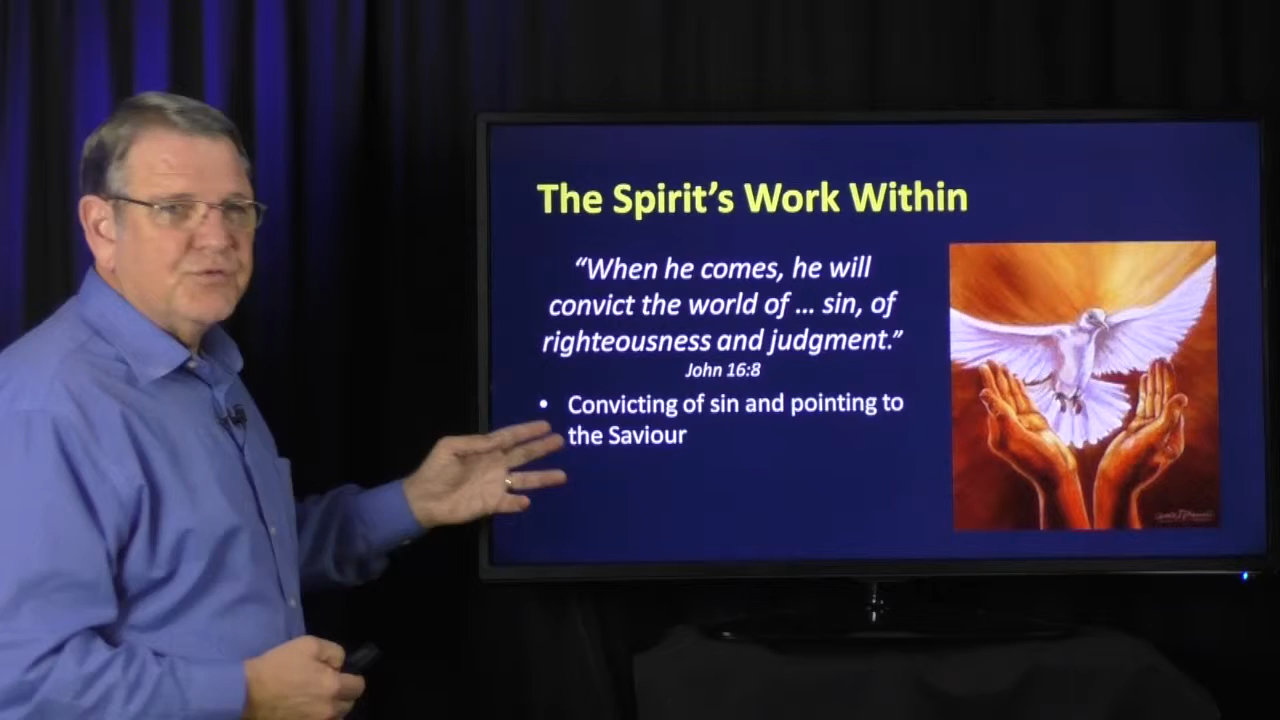 The Spirit’s Work Within
“When he comes, he will
convict the world of ... sin, of
righteousness and judgment.”
John 16:8
• Convicting of sin and pointing to
the Saviour